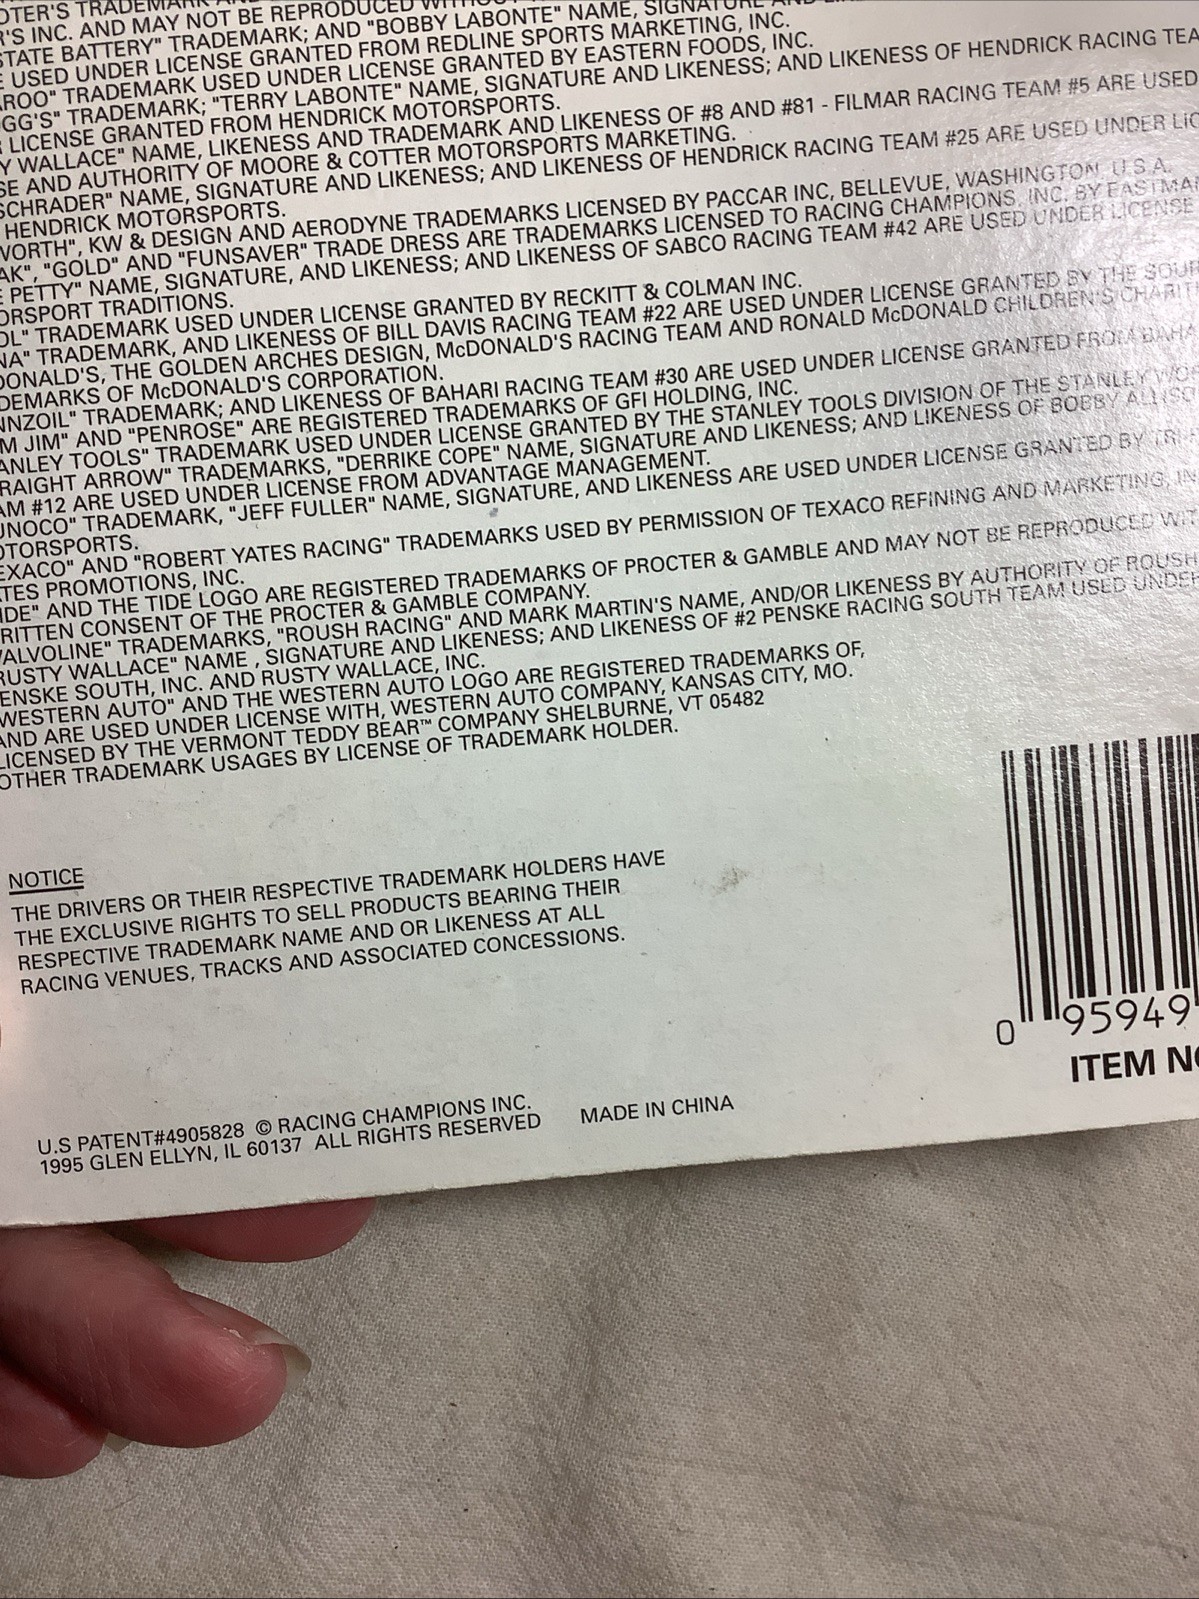 OTER'S TRADEMARK
R'S INC. AND MAY NOT BE REPRODUCED
STATE BATTERY" TRADEMARK; AND "BOBBY LABONTE" NAME, SIGNATURE AND
E USED UNDER LICENSE GRANTED FROM REDLINE SPORTS MARKETING, INC.
ROO" TRADEMARK USED UNDER LICENSE GRANTED BY EASTERN FOODS, INC.
GG'S" TRADEMARK; "TERRY LABONTE" NAME, SIGNATURE AND LIKENESS; AND LIKENESS OF HENDRICK RACING TEA
R LICENSE GRANTED FROM HENDRICK MOTORSPORTS.
Y WALLACE" NAME, LIKENESS AND TRADEMARK AND LIKENESS OF #8 AND #81 - FILMAR RACING TEAM #5 ARE USED
SE AND AUTHORITY OF MOORE & COTTER MOTORSPORTS MARKETING.
SCHRADER" NAME, SIGNATURE AND LIKENESS; AND LIKENESS OF HENDRICK RACING TEAM #25 ARE USED UNDER LIC
HENDRICK MOTORSPORTS.
WORTH", KW & DESIGN AND AERODYNE TRADEMARKS LICENSED BY PACCAR INC, BELLEVUE, WASHINGTON U.S.A.
AK", "GOLD" AND "FUNSAVER" TRADE DRESS ARE TRADEMARKS LICENSED TO RACING CHAMPIONS, INC. BY EASTMA
E PETTY" NAME, SIGNATURE, AND LIKENESS; AND LIKENESS OF SABCO RACING TEAM #42 ARE USED UNDER LICENSE
ORSPORT TRADITIONS.
OL" TRADEMARK USED UNDER LICENSE GRANTED BY RECKITT & COLMAN INC.
NA" TRADEMARK, AND LIKENESS OF BILL DAVIS RACING TEAM #22 ARE USED UNDER LICENSE GRANTED BY THE SOUR
DONALD'S, THE GOLDEN ARCHES DESIGN, McDONALD'S RACING TEAM AND RONALD McDONALD CHILDREN'S CHARIT
DEMARKS OF McDONALD'S CORPORATION.
NNZOIL" TRADEMARK; AND LIKENESS OF BAHARI RACING TEAM #30 ARE USED UNDER LICENSE GRANTED FROM BAHA
M JIM" AND "PENROSE" ARE REGISTERED TRADEMARKS OF GFI HOLDING, INC.
ANLEY TOOLS" TRADEMARK USED UNDER LICENSE GRANTED BY THE STANLEY TOOLS DIVISION OF THE STANLEY WOR
RAIGHT ARROW" TRADEMARKS, "DERRIKE COPE" NAME, SIGNATURE AND LIKENESS; AND LIKENESS OF BOBBY ALLISO
AM #12 ARE USED UNDER LICENSE FROM ADVANTAGE MANAGEMENT.
UNOCO" TRADEMARK, "JEFF FULLER" NAME, SIGNATURE, AND LIKENESS ARE USED UNDER LICENSE GRANTED BY TRI-
OTORSPORTS.
EXACO" AND "ROBERT YATES RACING" TRADEMARKS USED BY PERMISSION OF TEXACO REFINING AND MARKETING, IN
TES PROMOTIONS, INC.
IDE" AND THE TIDE LOGO ARE REGISTERED TRADEMARKS OF PROCTER & GAMBLE AND MAY NOT BE REPRODUCED WIT
RITTEN CONSENT OF THE PROCTER & GAMBLE COMPANY.
VALVOLINE" TRADEMARKS, "ROUSH RACING" AND MARK MARTIN'S NAME, AND/OR LIKENESS BY AUTHORITY OF ROUSH
RUSTY WALLACE" NAME , SIGNATURE AND LIKENESS; AND LIKENESS OF #2 PENSKE RACING SOUTH TEAM USED UNDER
ENSKE SOUTH, INC. AND RUSTY WALLACE, INC.
WESTERN AUTO" AND THE WESTERN AUTO LOGO ARE REGISTERED TRADEMARKS OF,
AND ARE USED UNDER LICENSE WITH, WESTERN AUTO COMPANY, KANSAS CITY, MO.
LICENSED BY THE VERMONT TEDDY BEAR™ COMPANY SHELBURNE, VT 05482
OTHER TRADEMARK USAGES BY LICENSE OF TRADEMARK HOLDER.
NOTICE
THE DRIVERS OR THEIR RESPECTIVE TRADEMARK HOLDERS HAVE
THE EXCLUSIVE RIGHTS TO SELL PRODUCTS BEARING THEIR
RESPECTIVE TRADEMARK NAME AND OR LIKENESS AT ALL
RACING VENUES, TRACKS AND ASSOCIATED CONCESSIONS.
0 95949
ITEM NO
U.S PATENT#4905828 © RACING CHAMPIONS INC.
1995 GLEN ELLYN, IL 60137 ALL RIGHTS RESERVED
MADE IN CHINA